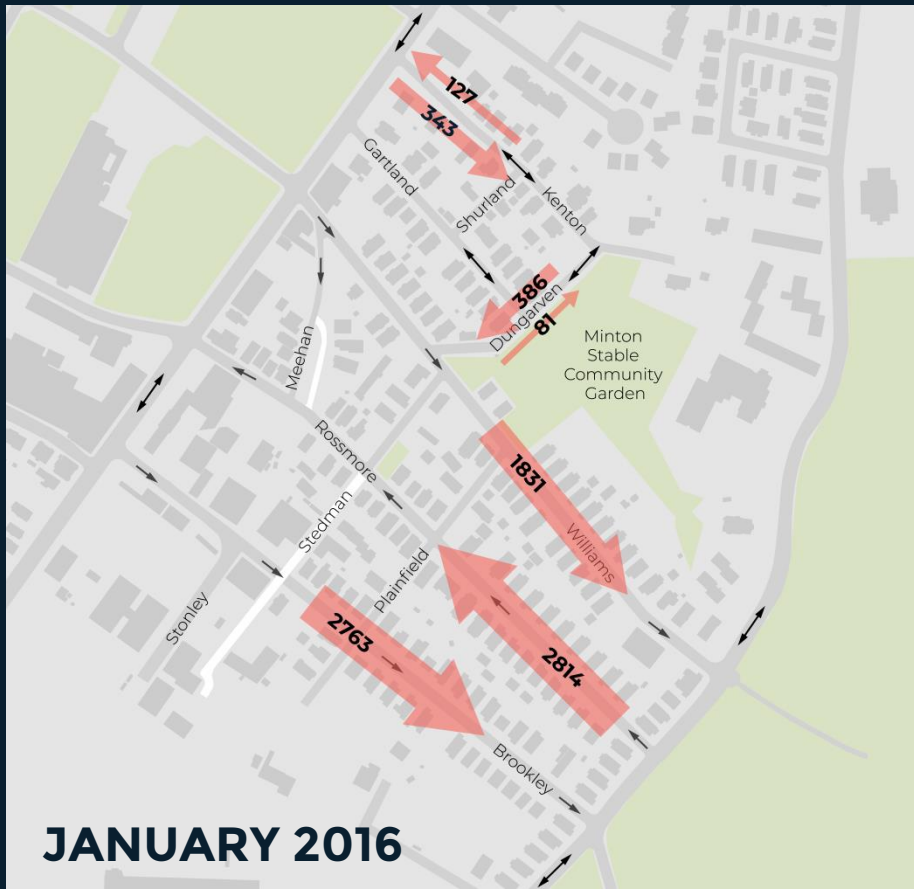 127
343
Gartland
Shurland
Kenton
386
Dungarven
81
Minton
Stable
Community
Garden
Meehan
Rossmore
1831
Stedman
Williams
Plainfield
Stonley
2763
2814
Brookley
JANUARY 2016